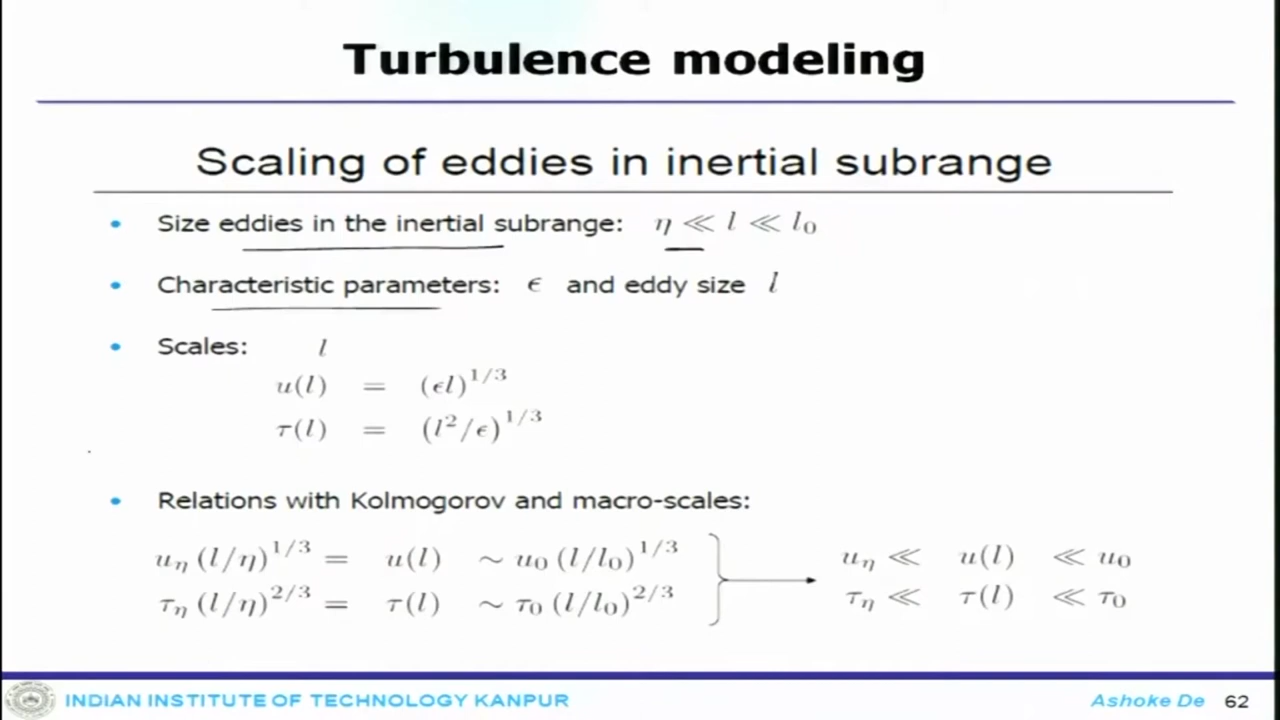 Turbulence modeling
Scaling of eddies in inertial subrange
• Size eddies in the inertial subrange: η ≪ l ≪ l₀
• Characteristic parameters: ϵ and eddy size l
• Scales: l
u(l) = (ϵl)^{1/3}
τ(l) = (l²/ϵ)^{1/3}
• Relations with Kolmogorov and macro-scales:
u_η (l/η)^{1/3} = u(l) ∼ u₀ (l/l₀)^{1/3} u_η ≪ u(l) ≪ u₀
τ_η (l/η)^{2/3} = τ(l) ∼ τ₀ (l/l₀)^{2/3} τ_η ≪ τ(l) ≪ τ₀
INDIAN INSTITUTE OF TECHNOLOGY KANPUR Ashoke De 62